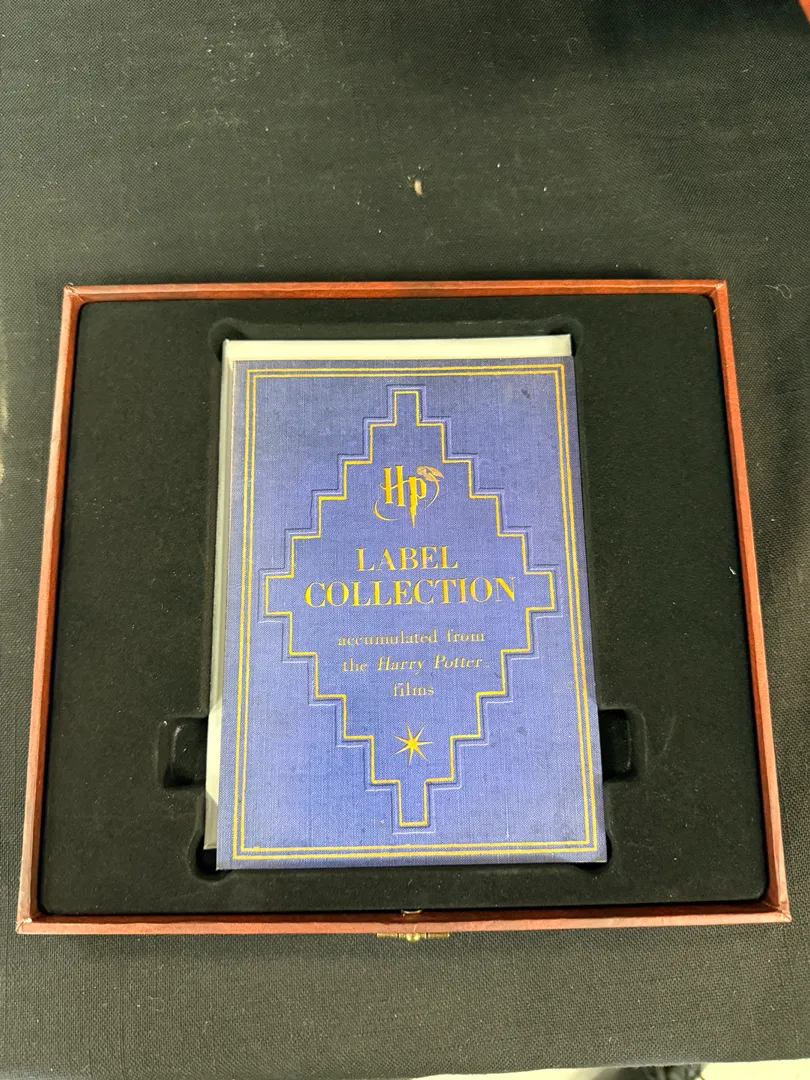 Hp
LABEL
COLLECTION
accumulated from
the Harry Potter
films